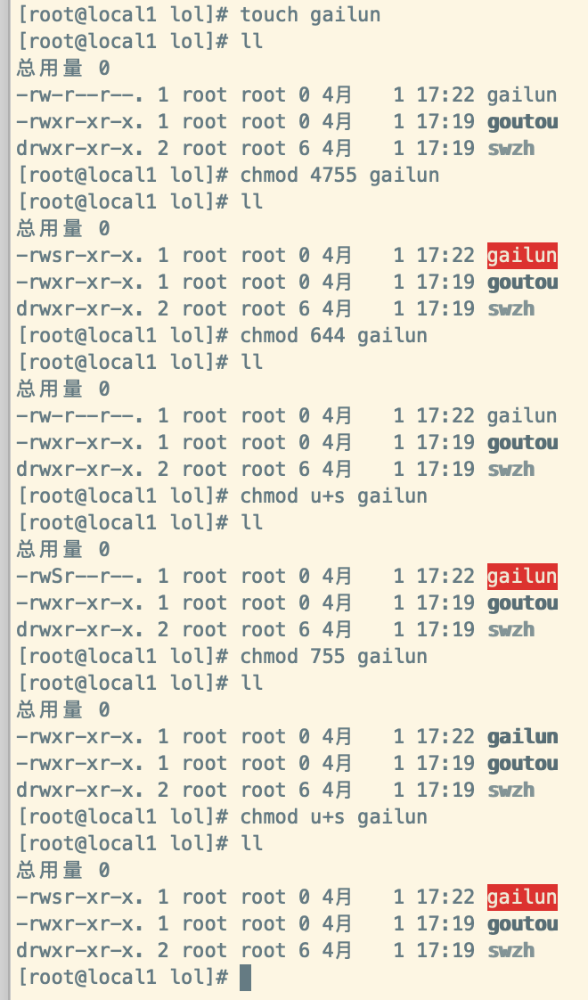 [root@local1 lol]# touch gailun
[root@local1 lol]# ll
总用量 0
-rw-r--r--. 1 root root 0 4月   1 17:22 gailun
-rwxr-xr-x. 1 root root 0 4月   1 17:19 goutou
drwxr-xr-x. 2 root root 6 4月   1 17:19 swzh
[root@local1 lol]# chmod 4755 gailun
[root@local1 lol]# ll
总用量 0
-rwsr-xr-x. 1 root root 0 4月   1 17:22 gailun
-rwxr-xr-x. 1 root root 0 4月   1 17:19 goutou
drwxr-xr-x. 2 root root 6 4月   1 17:19 swzh
[root@local1 lol]# chmod 644 gailun
[root@local1 lol]# ll
总用量 0
-rw-r--r--. 1 root root 0 4月   1 17:22 gailun
-rwxr-xr-x. 1 root root 0 4月   1 17:19 goutou
drwxr-xr-x. 2 root root 6 4月   1 17:19 swzh
[root@local1 lol]# chmod u+s gailun
[root@local1 lol]# ll
总用量 0
-rwSr--r--. 1 root root 0 4月   1 17:22 gailun
-rwxr-xr-x. 1 root root 0 4月   1 17:19 goutou
drwxr-xr-x. 2 root root 6 4月   1 17:19 swzh
[root@local1 lol]# chmod 755 gailun
[root@local1 lol]# ll
总用量 0
-rwxr-xr-x. 1 root root 0 4月   1 17:22 gailun
-rwxr-xr-x. 1 root root 0 4月   1 17:19 goutou
drwxr-xr-x. 2 root root 6 4月   1 17:19 swzh
[root@local1 lol]# chmod u+s gailun
[root@local1 lol]# ll
总用量 0
-rwsr-xr-x. 1 root root 0 4月   1 17:22 gailun
-rwxr-xr-x. 1 root root 0 4月   1 17:19 goutou
drwxr-xr-x. 2 root root 6 4月   1 17:19 swzh
[root@local1 lol]#